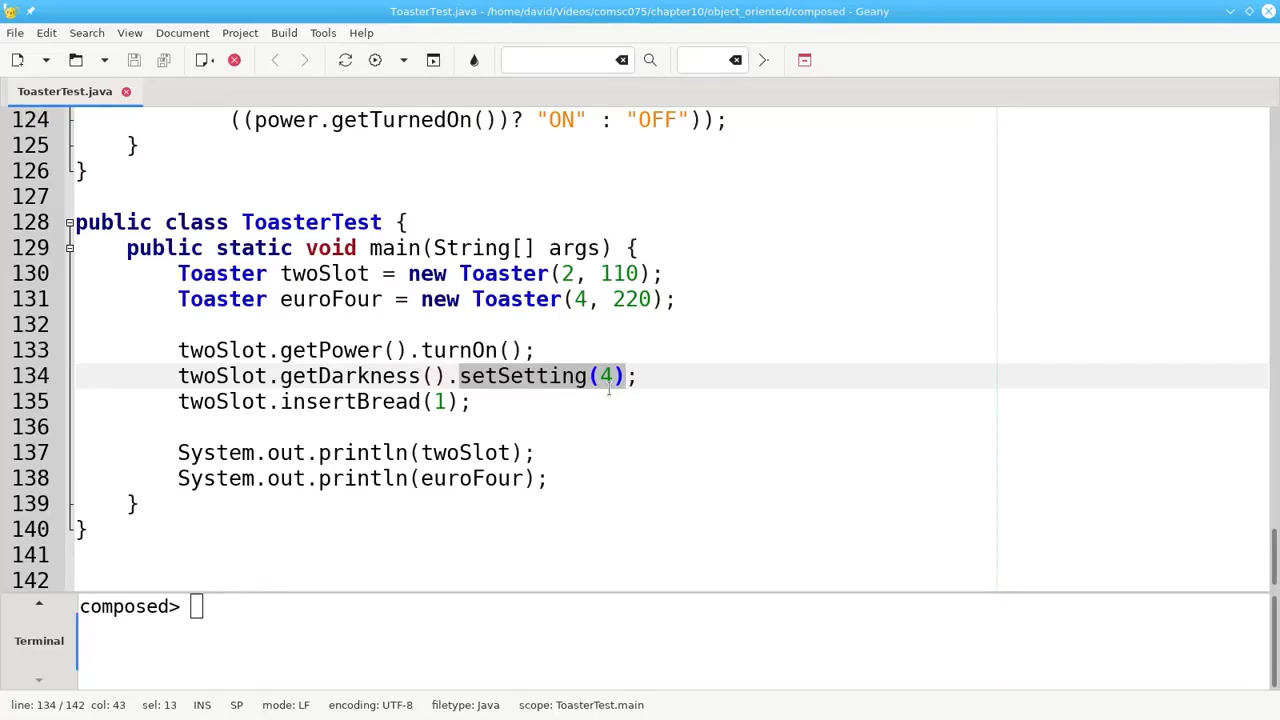 ToasterTest.java - /home/david/Videos/comsc075/chapter10/object_oriented/composed - Geany
File Edit Search View Document Project Build Tools Help
ToasterTest.java
124 ((power.getTurnedOn())? "ON" : "OFF"));
125 }
126 }
127
128 public class ToasterTest {
129 public static void main(String[] args) {
130 Toaster twoSlot = new Toaster(2, 110);
131 Toaster euroFour = new Toaster(4, 220);
132
133 twoSlot.getPower().turnOn();
134 twoSlot.getDarkness().setSetting(4);
135 twoSlot.insertBread(1);
136
137 System.out.println(twoSlot);
138 System.out.println(euroFour);
139 }
140 }
141
142
composed>
Terminal
line: 134 / 142 col: 43 sel: 13 INS SP mode: LF encoding: UTF-8 filetype: Java scope: ToasterTest.main